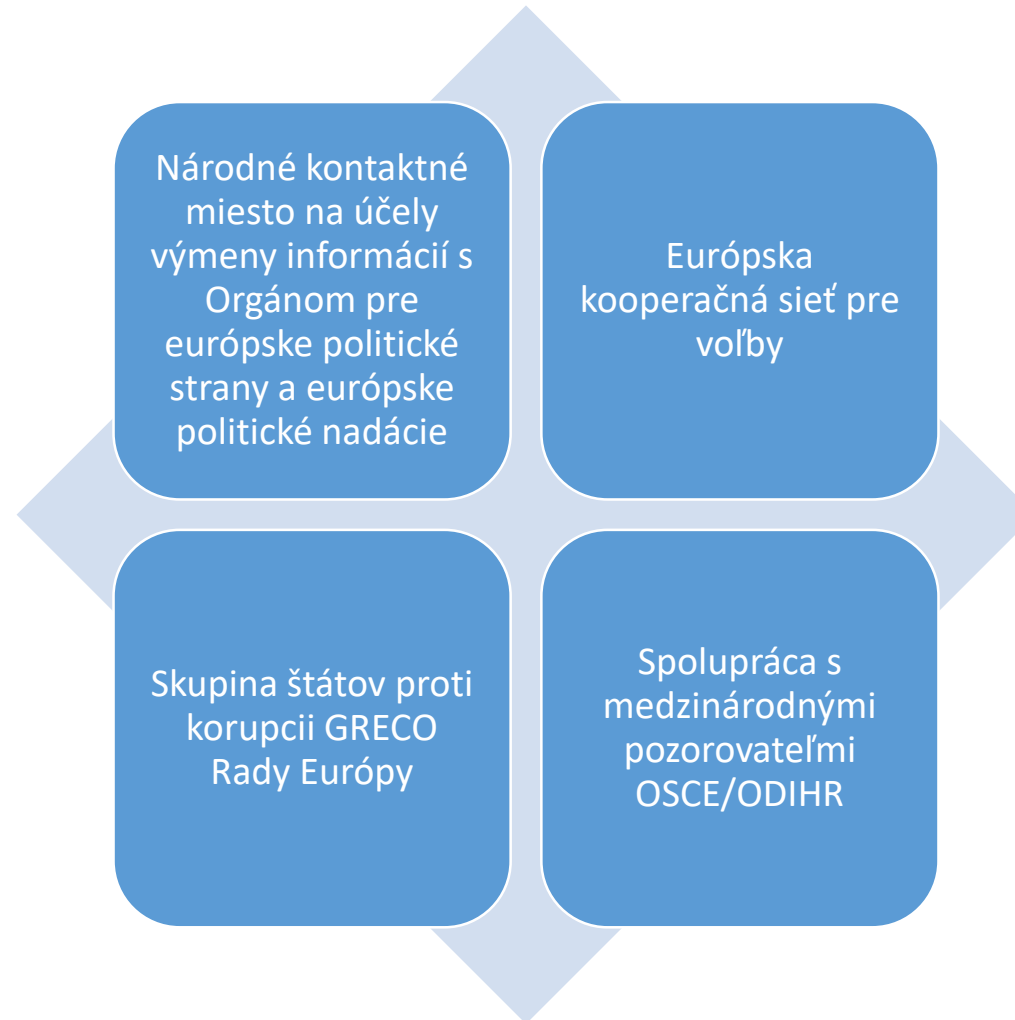 Národné kontaktné
miesto na účely
výmeny informácií s
Orgánom pre
európske politické
strany a európske
politické nadácie
Európska
kooperačná sieť pre
voľby
Skupina štátov proti
korupcii GRECO
Rady Európy
Spolupráca s
medzinárodnými
pozorovateľmi
OSCE/ODIHR